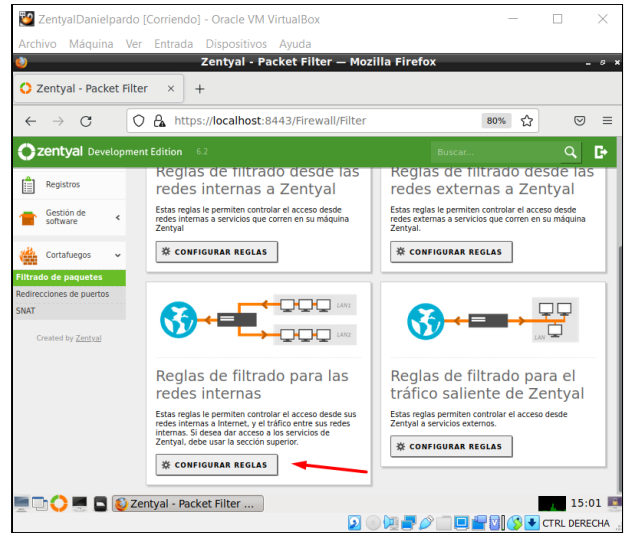 ZentyalDanielpardo [Corriendo] - Oracle VM VirtualBox
Archivo Máquina Ver Entrada Dispositivos Ayuda
Zentyal - Packet Filter — Mozilla Firefox
Zentyal - Packet Filter
https://localhost:8443/Firewall/Filter
80%
zentyal Development Edition 6.2
Buscar...
Registros
Gestión de
software
Cortafuegos
Filtrado de paquetes
Redirecciones de puertos
SNAT
Created by Zentyal
Reglas de filtrado desde las
redes internas a Zentyal
Estas reglas le permiten controlar el acceso desde
redes internas a servicios que corren en su máquina
Zentyal
CONFIGURAR REGLAS
Reglas de filtrado desde las
redes externas a Zentyal
Estas reglas le permiten controlar el acceso desde
redes externas a servicios que corren en su máquina
Zentyal.
CONFIGURAR REGLAS
LAN1
LAN2
Reglas de filtrado para las
redes internas
Estas reglas le permiten controlar el acceso desde sus
redes internas a Internet, y el tráfico entre sus redes
internas. Si desea dar acceso a los servicios de
Zentyal, debe usar la sección superior.
CONFIGURAR REGLAS
LAN
Reglas de filtrado para el
tráfico saliente de Zentyal
Estas reglas permiten controlar el acceso desde
Zentyal a servicios externos.
CONFIGURAR REGLAS
Zentyal - Packet Filter ...
15:01
CTRL DERECHA